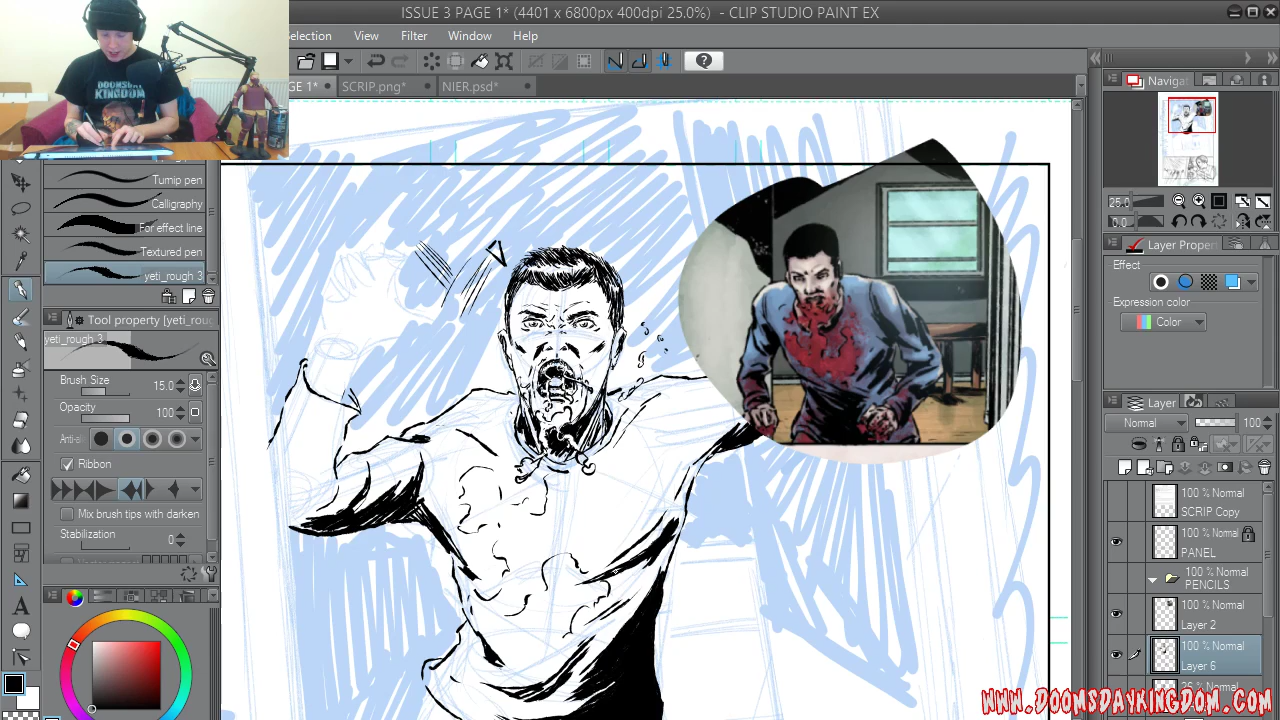 ISSUE 3 PAGE 1* (4401 x 6800px 400dpi 25.0%) - CLIP STUDIO PAINT EX
DOOMSDAY
KINGDOM
election View Filter Window Help
GE 1* SCRIP.png* NIER.psd*
Turnip pen
Calligraphy
For effect line
Textured pen
yeti_rough 3
Tool property [yeti_roug
yeti_rough 3
Brush Size 15.0
Opacity 100
Anti-al
Ribbon
Mix brush tips with darken
Stabilization 0
Navigat
25.0
0.0
Layer Propert
Effect
Expression color
Color
Layer
Normal 100
100 % Normal
SCRIP Copy
100 % Normal
PANEL
100 % Normal
PENCILS
100 % Normal
Layer 2
100 % Normal
Layer 6
www.DOOMSDAYKINGDOM.com